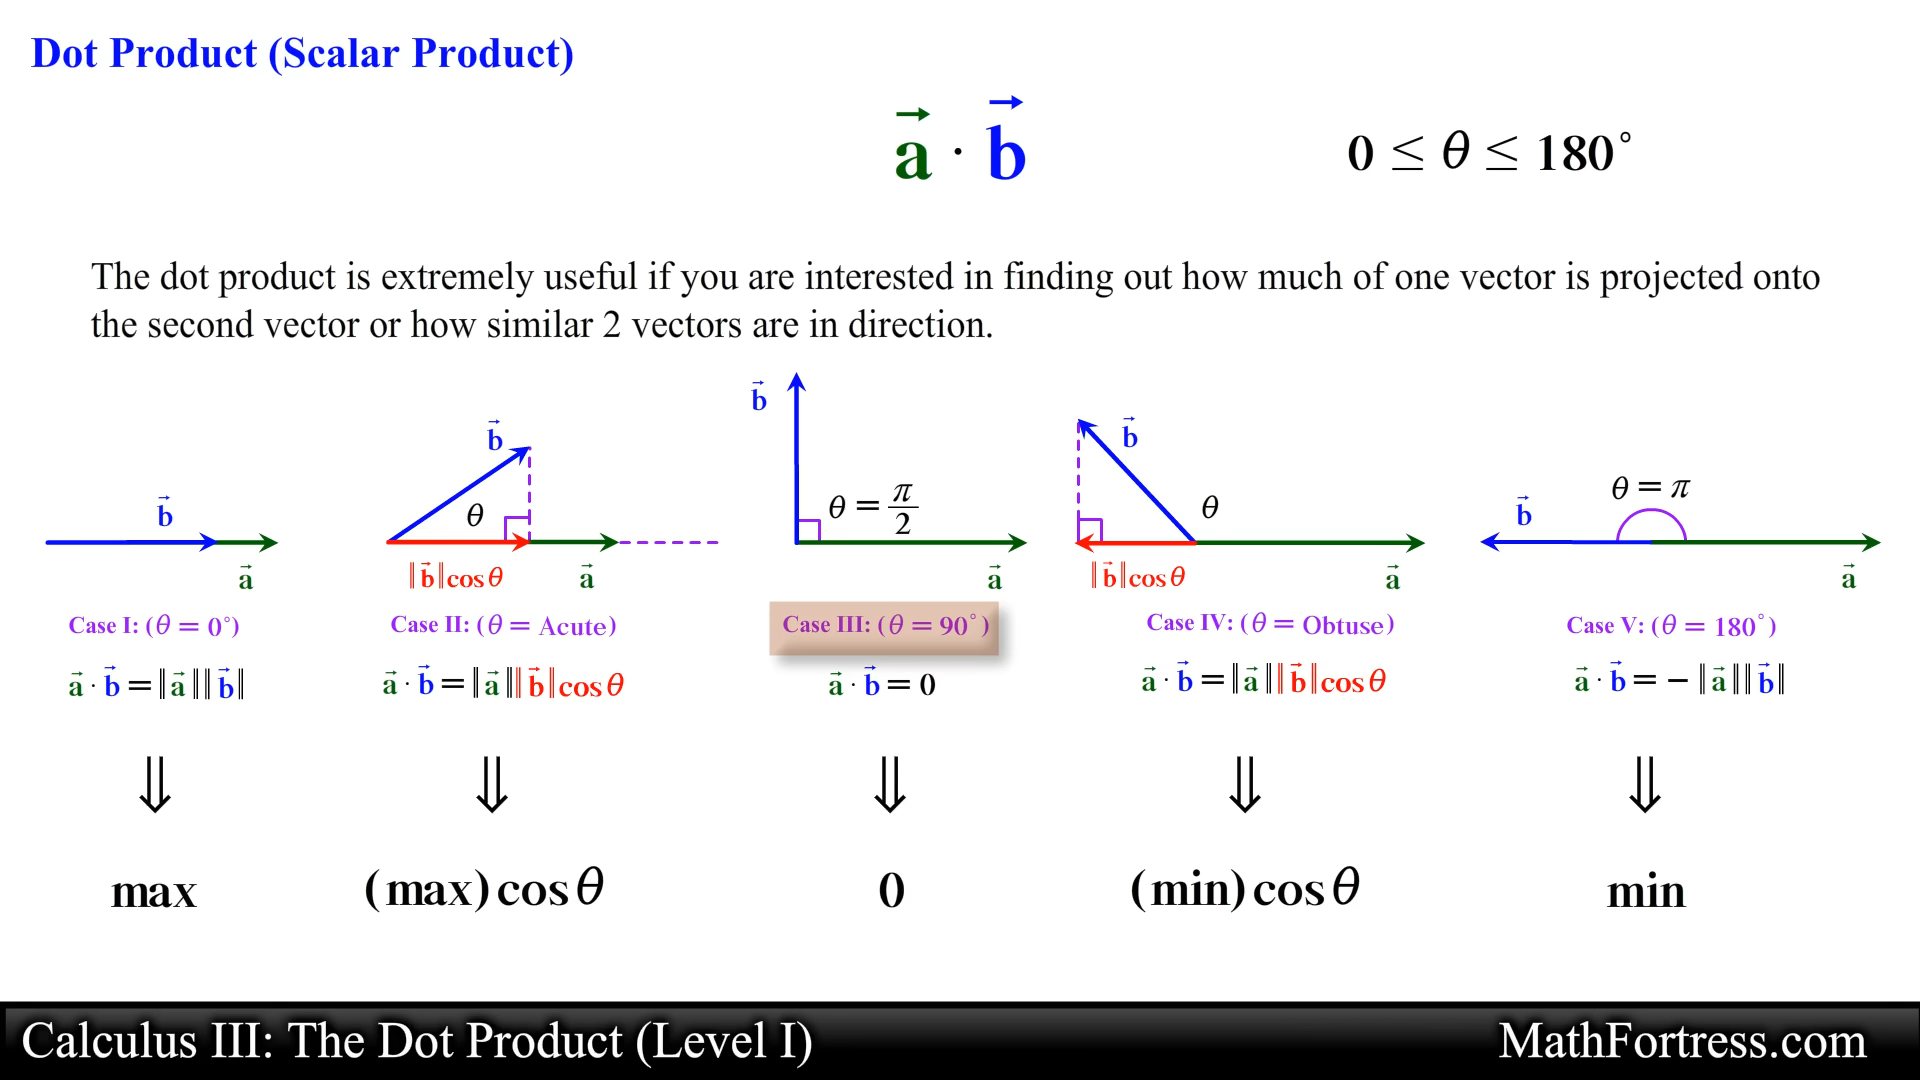 Dot Product (Scalar Product)
a⃗ · b⃗
0 ≤ θ ≤ 180°
The dot product is extremely useful if you are interested in finding out how much of one vector is projected onto
the second vector or how similar 2 vectors are in direction.
b⃗
a⃗
b⃗
θ
‖b⃗‖cos θ
a⃗
b⃗
θ = π/2
a⃗
b⃗
θ
‖b⃗‖cos θ
a⃗
θ = π
b⃗
a⃗
Case I: (θ = 0°)
a⃗ · b⃗ = ‖a⃗‖‖b⃗‖
Case II: (θ = Acute)
a⃗ · b⃗ = ‖a⃗‖‖b⃗‖cos θ
Case III: (θ = 90°)
a⃗ · b⃗ = 0
Case IV: (θ = Obtuse)
a⃗ · b⃗ = ‖a⃗‖‖b⃗‖cos θ
Case V: (θ = 180°)
a⃗ · b⃗ = − ‖a⃗‖‖b⃗‖
⇓ ⇓ ⇓ ⇓ ⇓
max
(max) cos θ
0
(min) cos θ
min
Calculus III: The Dot Product (Level I)
MathFortress.com